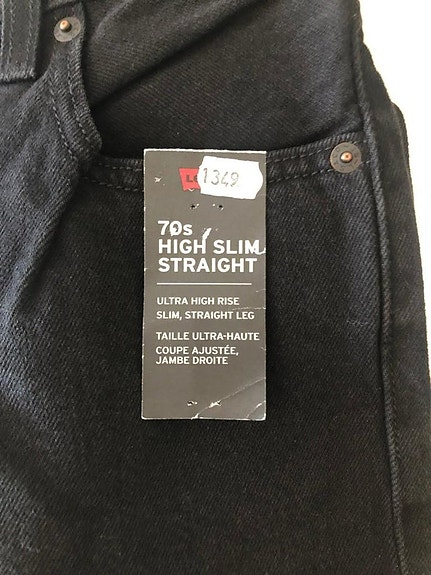 1349
70s
HIGH SLIM
STRAIGHT
ULTRA HIGH RISE
SLIM, STRAIGHT LEG
TAILLE ULTRA-HAUTE
COUPE AJUSTÉE,
JAMBE DROITE